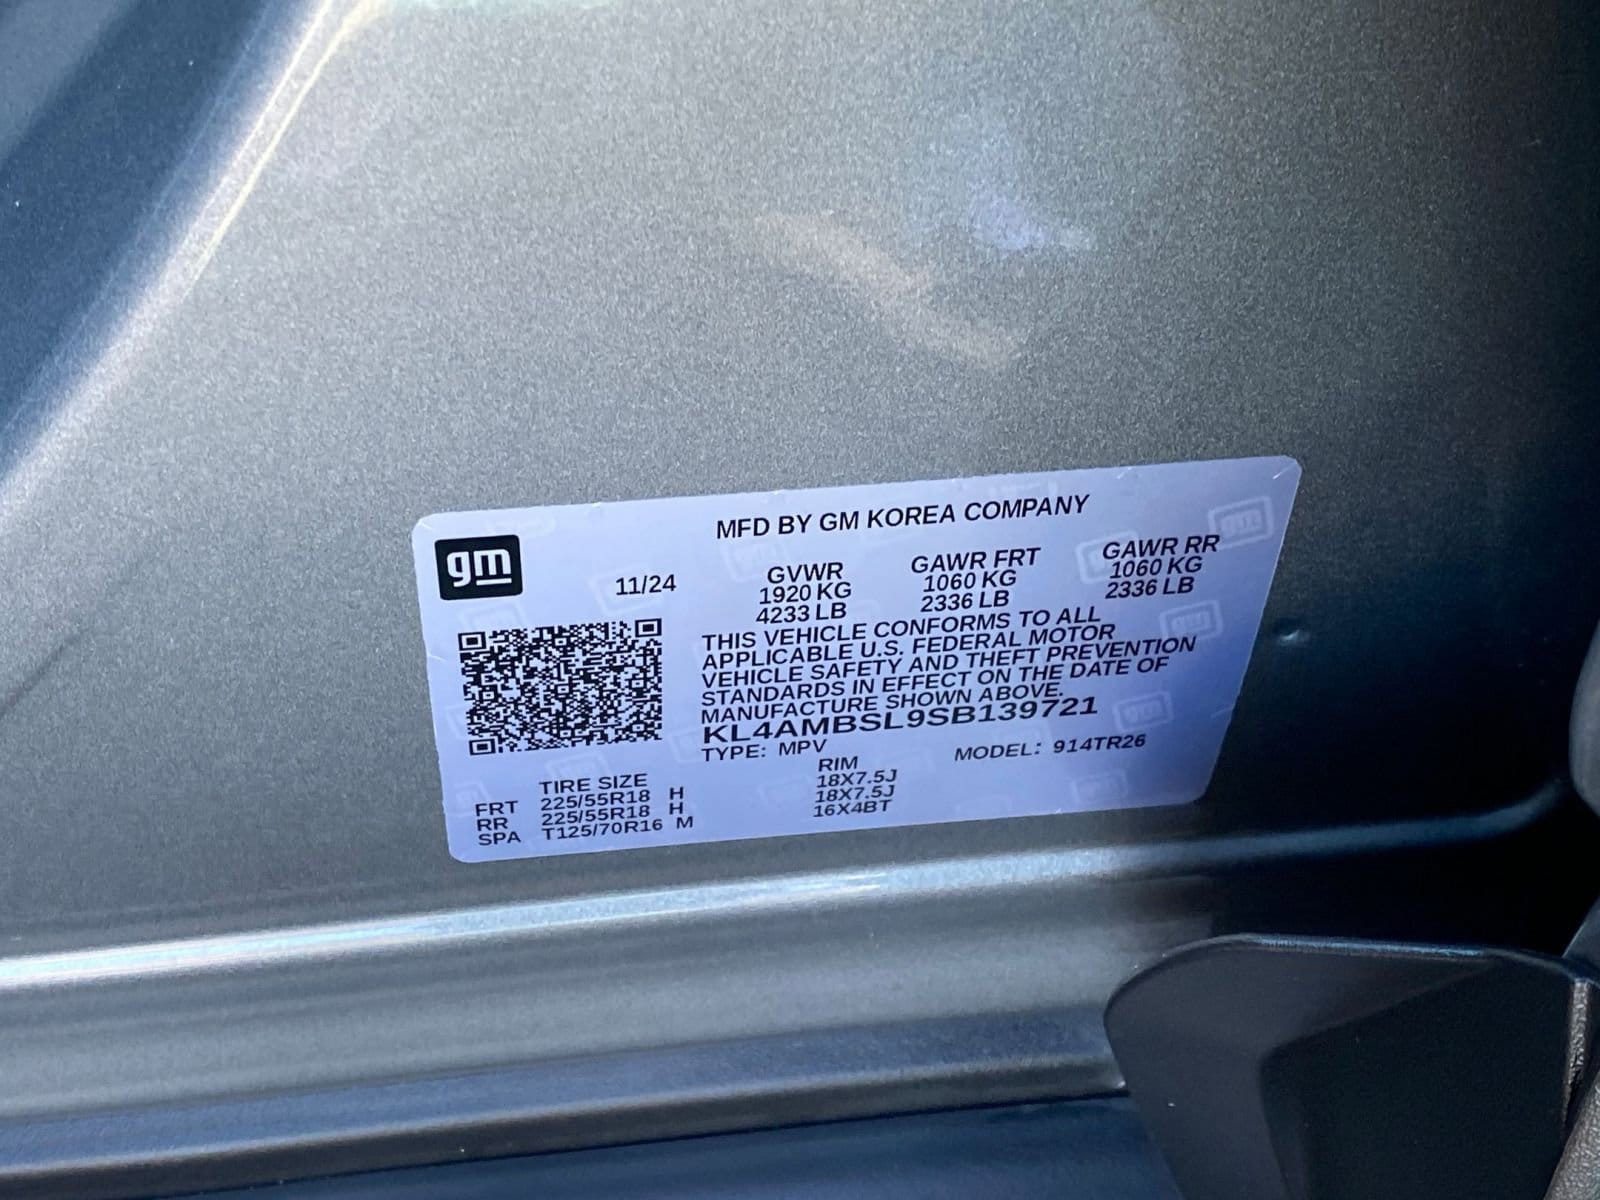 MFD BY GM KOREA COMPANY
gm
11/24
GVWR GAWR FRT GAWR RR
1920 KG 1060 KG 1060 KG
4233 LB 2336 LB 2336 LB
THIS VEHICLE CONFORMS TO ALL
APPLICABLE U.S. FEDERAL MOTOR
VEHICLE SAFETY AND THEFT PREVENTION
STANDARDS IN EFFECT ON THE DATE OF
MANUFACTURE SHOWN ABOVE.
KL4AMBSL9SB139721
TYPE: MPV MODEL: 914TR26
TIRE SIZE RIM
FRT 225/55R18 H 18X7.5J
RR 225/55R18 H 18X7.5J
SPA T125/70R16 M 16X4BT